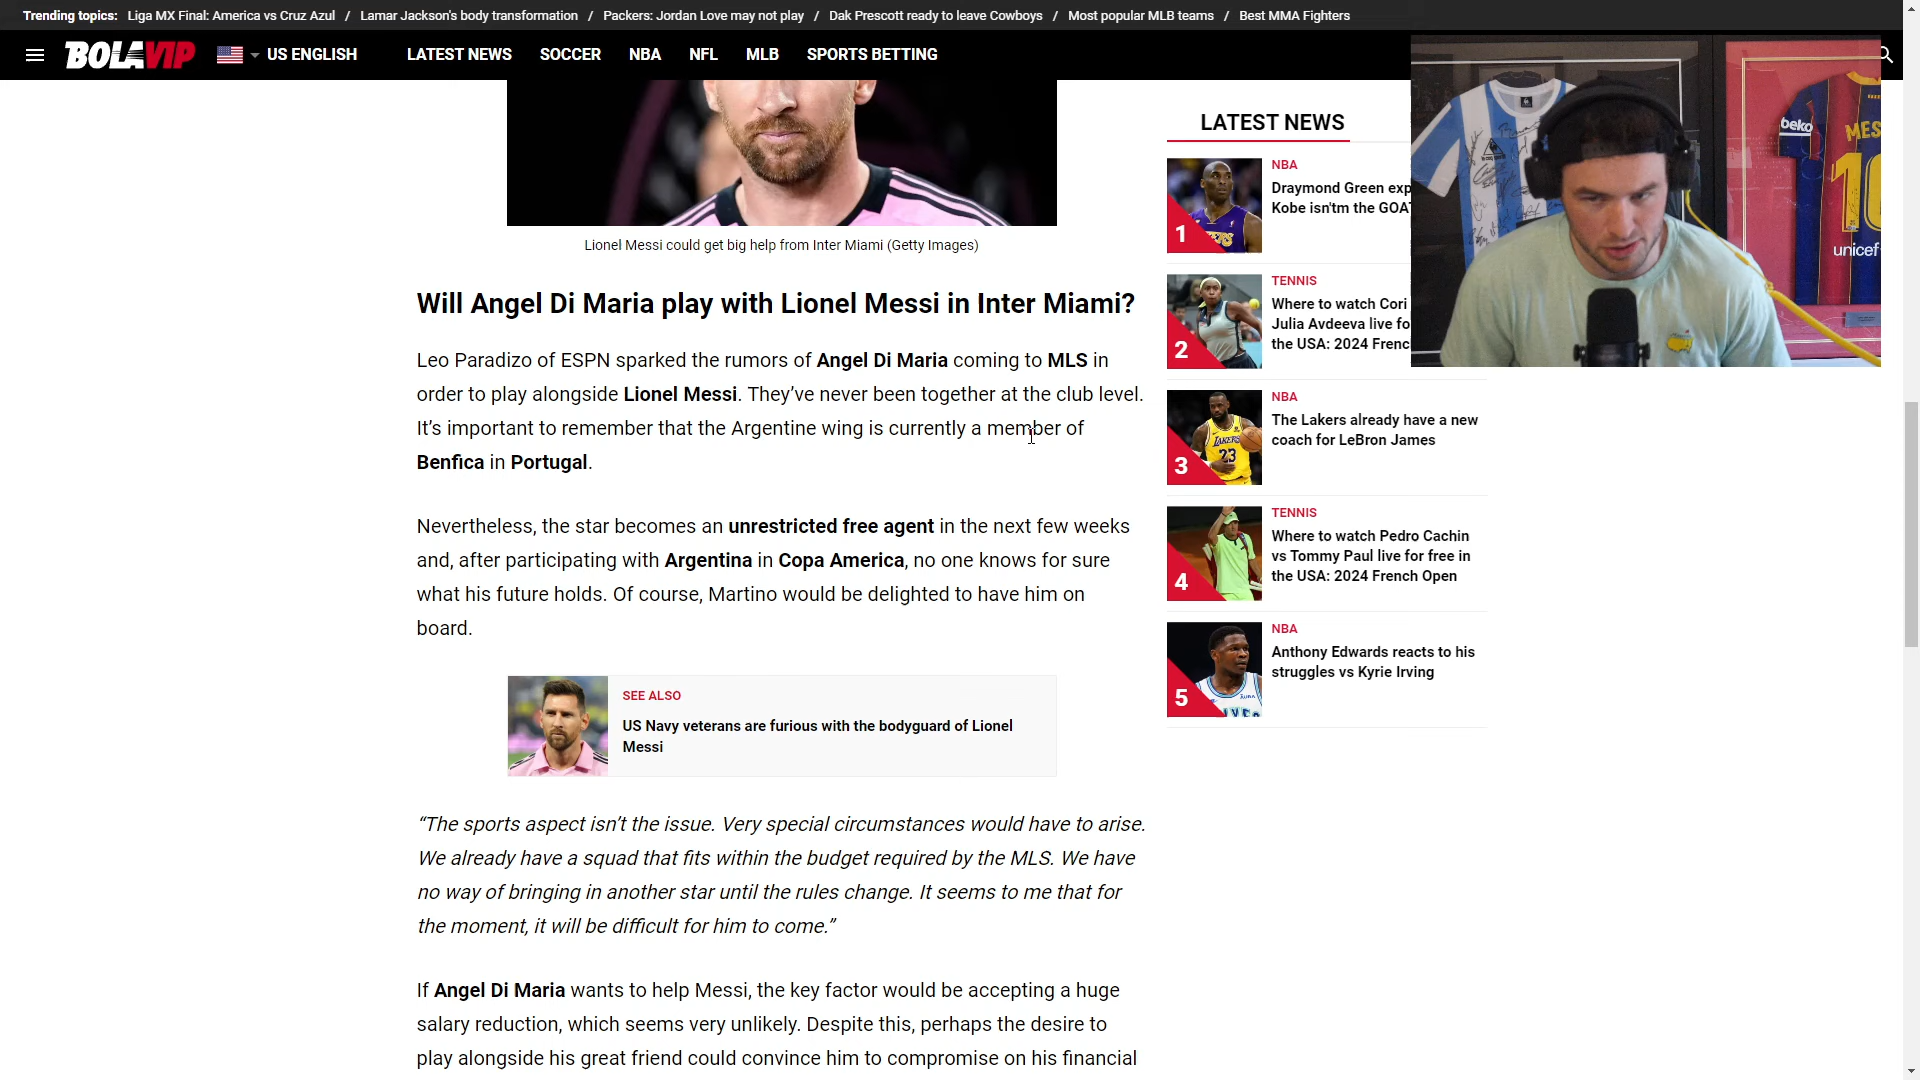 Trending topics: Liga MX Final: America vs Cruz Azul / Lamar Jackson's body transformation / Packers: Jordan Love may not play / Dak Prescott ready to leave Cowboys / Most popular MLB teams / Best MMA Fighters
BOLAVIP US ENGLISH LATEST NEWS SOCCER NBA NFL MLB SPORTS BETTING
Lionel Messi could get big help from Inter Miami (Getty Images)
Will Angel Di Maria play with Lionel Messi in Inter Miami?
Leo Paradizo of ESPN sparked the rumors of Angel Di Maria coming to MLS in
order to play alongside Lionel Messi. They’ve never been together at the club level.
It’s important to remember that the Argentine wing is currently a member of
Benfica in Portugal.
Nevertheless, the star becomes an unrestricted free agent in the next few weeks
and, after participating with Argentina in Copa America, no one knows for sure
what his future holds. Of course, Martino would be delighted to have him on
board.
SEE ALSO
US Navy veterans are furious with the bodyguard of Lionel
Messi
“The sports aspect isn’t the issue. Very special circumstances would have to arise.
We already have a squad that fits within the budget required by the MLS. We have
no way of bringing in another star until the rules change. It seems to me that for
the moment, it will be difficult for him to come.”
If Angel Di Maria wants to help Messi, the key factor would be accepting a huge
salary reduction, which seems very unlikely. Despite this, perhaps the desire to
play alongside his great friend could convince him to compromise on his financial
LATEST NEWS
1
NBA
Draymond Green exp
Kobe isn'tm the GOA
2
TENNIS
Where to watch Cori
Julia Avdeeva live fo
the USA: 2024 Frenc
3
LAKERS
23
NBA
The Lakers already have a new
coach for LeBron James
4
TENNIS
Where to watch Pedro Cachin
vs Tommy Paul live for free in
the USA: 2024 French Open
5
NBA
Anthony Edwards reacts to his
struggles vs Kyrie Irving
beko
MES
10
unicef